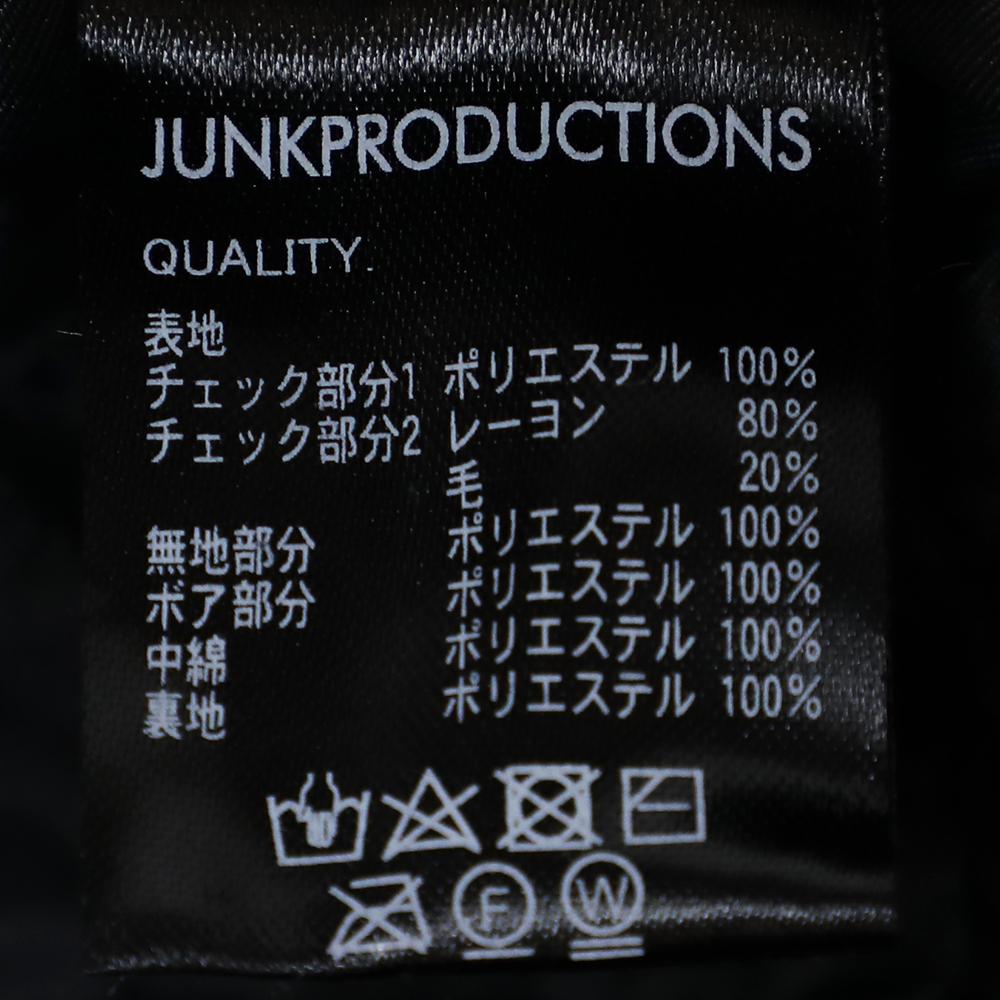 JUNKPRODUCTIONS
QUALITY.
表地
チェック部分1 ポリエステル 100%
チェック部分2 レーヨン 80%
毛 20%
無地部分 ポリエステル 100%
ボア部分 ポリエステル 100%
中綿 ポリエステル 100%
裏地 ポリエステル 100%
F W